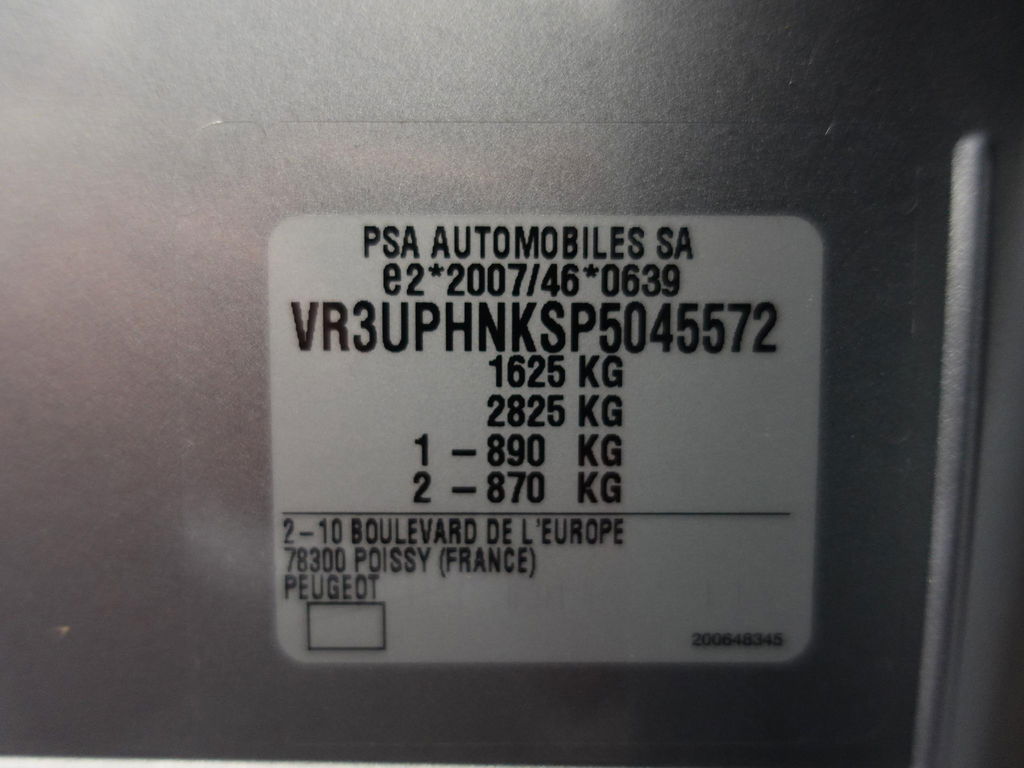 PSA AUTOMOBILES SA
e2*2007/46*0639
VR3UPHNKSP5045572
1625 KG
2825 KG
1 – 890 KG
2 – 870 KG
2–10 BOULEVARD DE L'EUROPE
78300 POISSY (FRANCE)
PEUGEOT
200648345